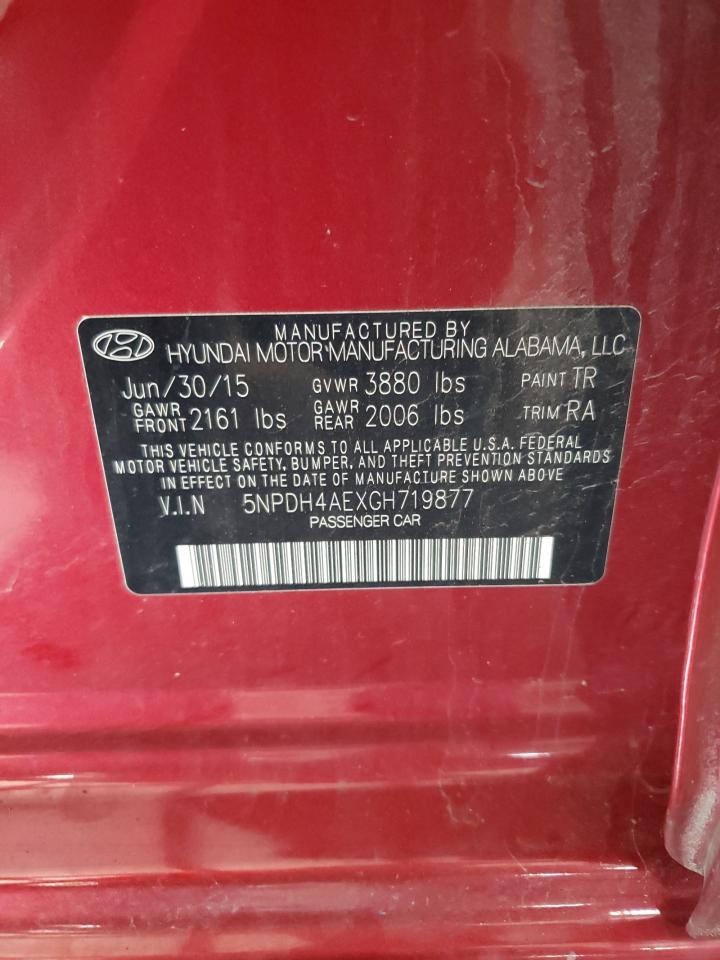 MANUFACTURED BY
HYUNDAI MOTOR MANUFACTURING ALABAMA, LLC
Jun/30/15 GVWR 3880 lbs PAINT TR
GAWR FRONT 2161 lbs GAWR REAR 2006 lbs TRIM RA
THIS VEHICLE CONFORMS TO ALL APPLICABLE U.S.A. FEDERAL
MOTOR VEHICLE SAFETY, BUMPER, AND THEFT PREVENTION STANDARDS
IN EFFECT ON THE DATE OF MANUFACTURE SHOWN ABOVE
V.I.N 5NPDH4AEXGH719877
PASSENGER CAR